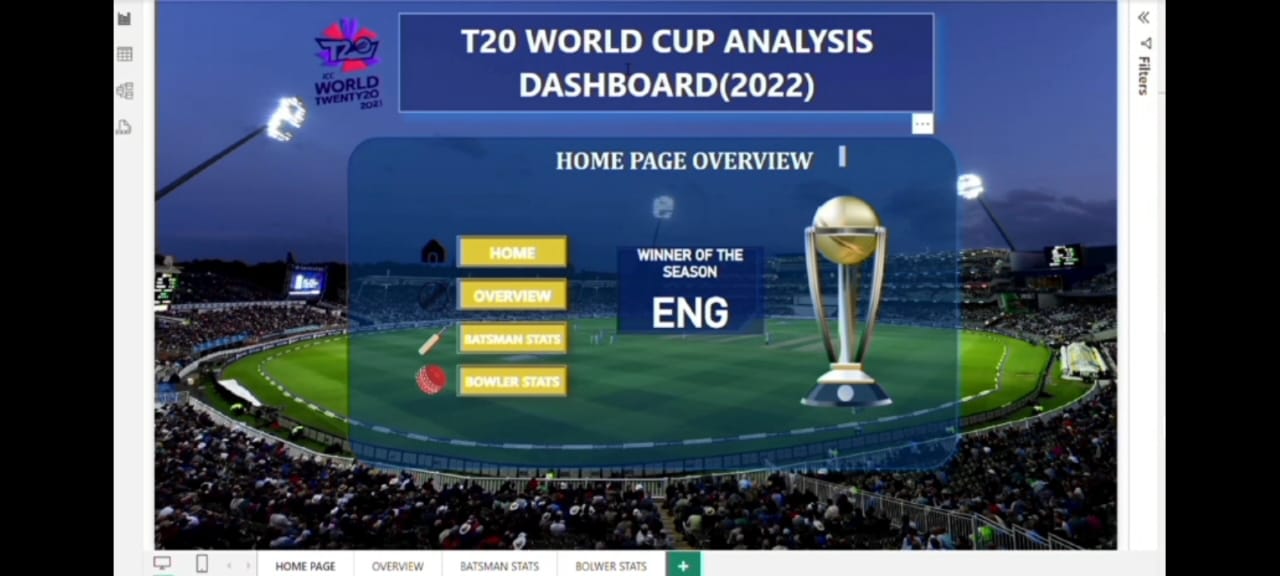 T20 WORLD CUP ANALYSIS
DASHBOARD(2022)
T20
ICC
WORLD
TWENTY20
2021
Filters
HOME PAGE OVERVIEW
HOME
OVERVIEW
BATSMAN STATS
BOWLER STATS
WINNER OF THE
SEASON
ENG
HOME PAGE
OVERVIEW
BATSMAN STATS
BOLWER STATS
+